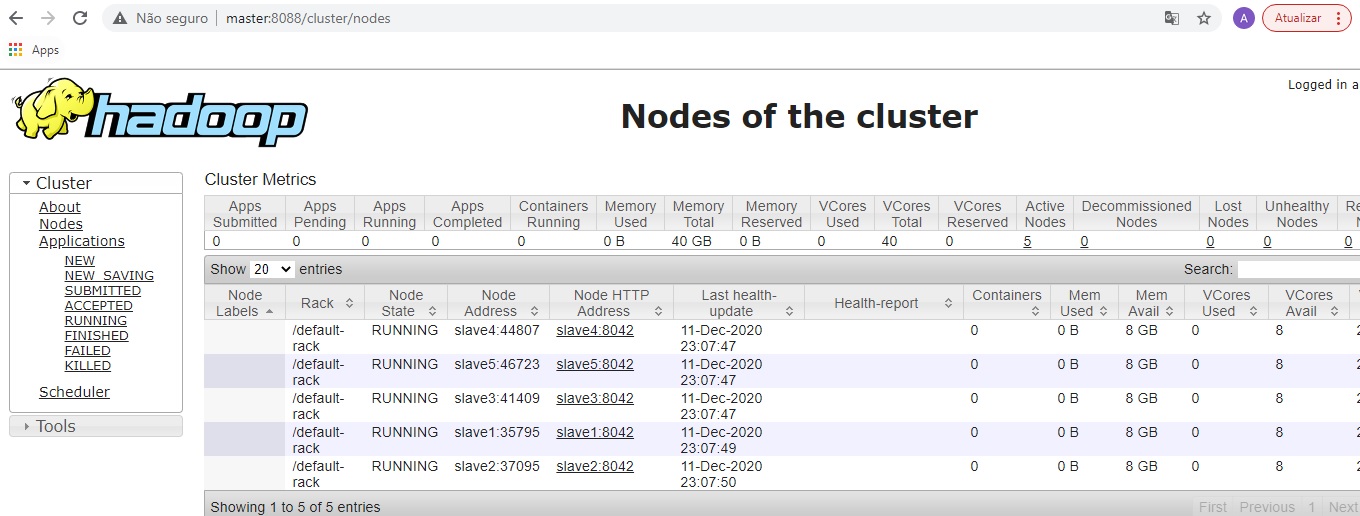 Não seguro master:8088/cluster/nodes A Atualizar
Apps
Logged in a
hadoop
Nodes of the cluster
Cluster
About
Nodes
Applications
NEW
NEW_SAVING
SUBMITTED
ACCEPTED
RUNNING
FINISHED
FAILED
KILLED
Scheduler
Tools
Cluster Metrics
Apps Apps Apps Apps Containers Memory Memory Memory VCores VCores VCores Active Decommissioned Lost Unhealthy Re
Submitted Pending Running Completed Running Used Total Reserved Used Total Reserved Nodes Nodes Nodes Nodes N
0 0 0 0 0 0 B 40 GB 0 B 0 40 0 5 0 0 0 0
Show 20 entries Search:
Node Labels Rack Node State Node Address Node HTTP Address Last health-update Health-report Containers Mem Used Mem Avail VCores Used VCores Avail
/default- RUNNING slave4:44807 slave4:8042 11-Dec-2020 0 0 B 8 GB 0 8 2
rack 23:07:47
/default- RUNNING slave5:46723 slave5:8042 11-Dec-2020 0 0 B 8 GB 0 8 2
rack 23:07:47
/default- RUNNING slave3:41409 slave3:8042 11-Dec-2020 0 0 B 8 GB 0 8 2
rack 23:07:47
/default- RUNNING slave1:35795 slave1:8042 11-Dec-2020 0 0 B 8 GB 0 8 2
rack 23:07:49
/default- RUNNING slave2:37095 slave2:8042 11-Dec-2020 0 0 B 8 GB 0 8 2
rack 23:07:50
Showing 1 to 5 of 5 entries First Previous 1 Next